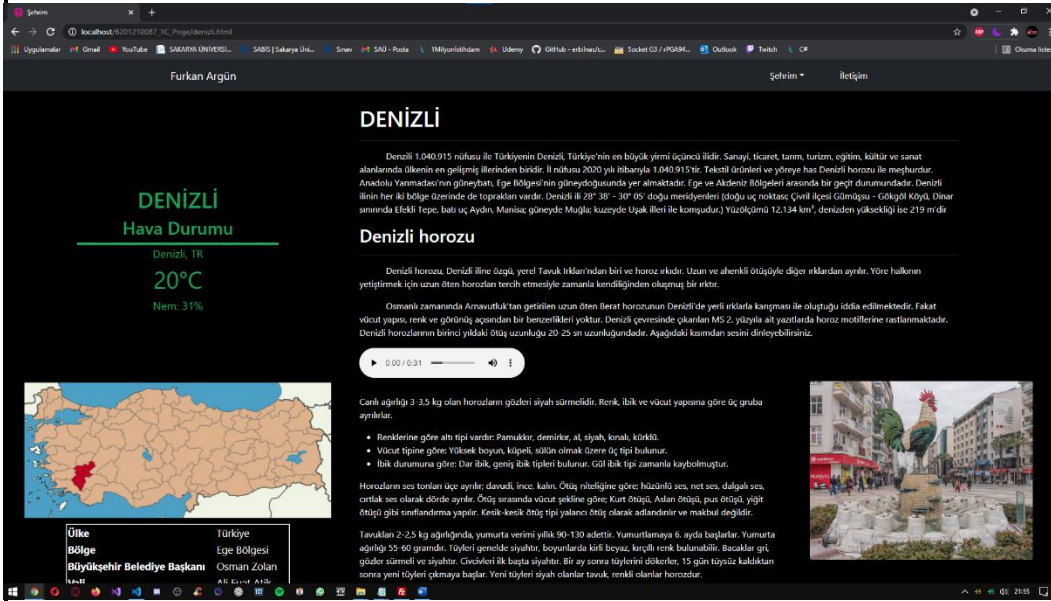 Şehrim
localhost/B201210087_1C_Proje/denizli.html
Uygulamalar Gmail YouTube SAKARYA ÜNİVERSİ... SABİS | Sakarya Üni... Sınav SAÜ - Posta 1Milyonİstihdam Udemy GitHub - erbilnas/c... Socket G3 / rPGA94... Outlook Twitch C# Okuma listesi
Furkan Argün
Şehrim İletişim
DENİZLİ
Hava Durumu
Denizli, TR
20°C
Nem: 31%
Ülke Türkiye
Bölge Ege Bölgesi
Büyükşehir Belediye Başkanı Osman Zolan
Vali Ali Fuat Atik
DENİZLİ
Denzili 1.040.915 nüfusu ile Türkiyenin Denizli, Türkiye'nin en büyük yirmi üçüncü ilidir. Sanayi, ticaret, tarım, turizm, eğitim, kültür ve sanat
alanlarında ülkenin en gelişmiş illerinden biridir. İl nüfusu 2020 yılı itibarıyla 1.040.915'tir. Tekstil ürünleri ve yöreye has Denizli horozu ile meşhurdur.
Anadolu Yarımadası'nın güneybatı, Ege Bölgesi'nin güneydoğusunda yer almaktadır. Ege ve Akdeniz Bölgeleri arasında bir geçit durumundadır. Denizli
ilinin her iki bölge üzerinde de toprakları vardır. Denizli ili 28° 38' - 30° 05' doğu meridyenleri (doğu uç noktası; Çivril ilçesi Gümüşsu - Gökgöl Köyü, Dinar
sınırında Efekli Tepe, batı uç Aydın, Manisa; güneyde Muğla; kuzeyde Uşak illeri ile komşudur.) Yüzölçümü 12.134 km², denizden yüksekliği ise 219 m'dir
Denizli horozu
Denizli horozu, Denizli iline özgü, yerel Tavuk Irkları'ndan biri ve horoz ırkıdır. Uzun ve ahenkli ötüşüyle diğer ırklardan ayrılır. Yöre halkının
yetiştirmek için uzun öten horozları tercih etmesiyle zamanla kendiliğinden oluşmuş bir ırktır.
Osmanlı zamanında Arnavutluk'tan getirilen uzun öten Berat horozunun Denizli'de yerli ırklarla karışması ile oluştuğu iddia edilmektedir. Fakat
vücut yapısı, renk ve görünüş açısından bir benzerlikleri yoktur. Denizli çevresinde çıkarılan MS 2. yüzyıla ait yazıtlarda horoz motiflerine rastlanmaktadır.
Denizli horozlarının birinci yıldaki ötüş uzunluğu 20-25 sn uzunluğundadır. Aşağıdaki kısımdan sesini dinleyebilirsiniz.
0:00 / 0:31
Canlı ağırlığı 3-3,5 kg olan horozların gözleri siyah sürmelidir. Renk, ibik ve vücut yapısına göre üç gruba
ayrılırlar.
• Renklerine göre altı tipi vardır: Pamukkır, demirkır, al, siyah, kınalı, kürklü.
• Vücut tipine göre: Yüksek boyun, küpeli, sülün olmak üzere üç tipi bulunur.
• İbik durumuna göre: Dar ibik, geniş ibik tipleri bulunur. Gül ibik tipi zamanla kaybolmuştur.
Horozların ses tonları üçe ayrılır; davudi, ince, kalın. Ötüş niteliğine göre; hüzünlü ses, net ses, dalgalı ses,
cırtlak ses olarak dörde ayrılır. Ötüş sırasında vücut şekline göre; Kurt ötüşü, Aslan ötüşü, pus ötüşü, yiğit
ötüşü gibi sınıflandırma yapılır. Kesik-kesik ötüş tipi yalancı ötüş olarak adlandırılır ve makbul değildir.
Tavukları 2-2,5 kg ağırlığında, yumurta verimi yıllık 90-130 adettir. Yumurtlamaya 6. ayda başlarlar. Yumurta
ağırlığı 55-60 gramdır. Tüyleri genelde siyahtır, boyunlarda kirli beyaz, kırçıllı renk bulunabilir. Bacaklar gri,
gözler sürmeli ve siyahtır. Civcivleri ilk başta siyahtır. Bir ay sonra tüylerini dökerler, 15 gün tüysüz kaldıktan
sonra yeni tüyleri çıkmaya başlar. Yeni tüyleri siyah olanlar tavuk, renkli olanlar horozdur.
21:55